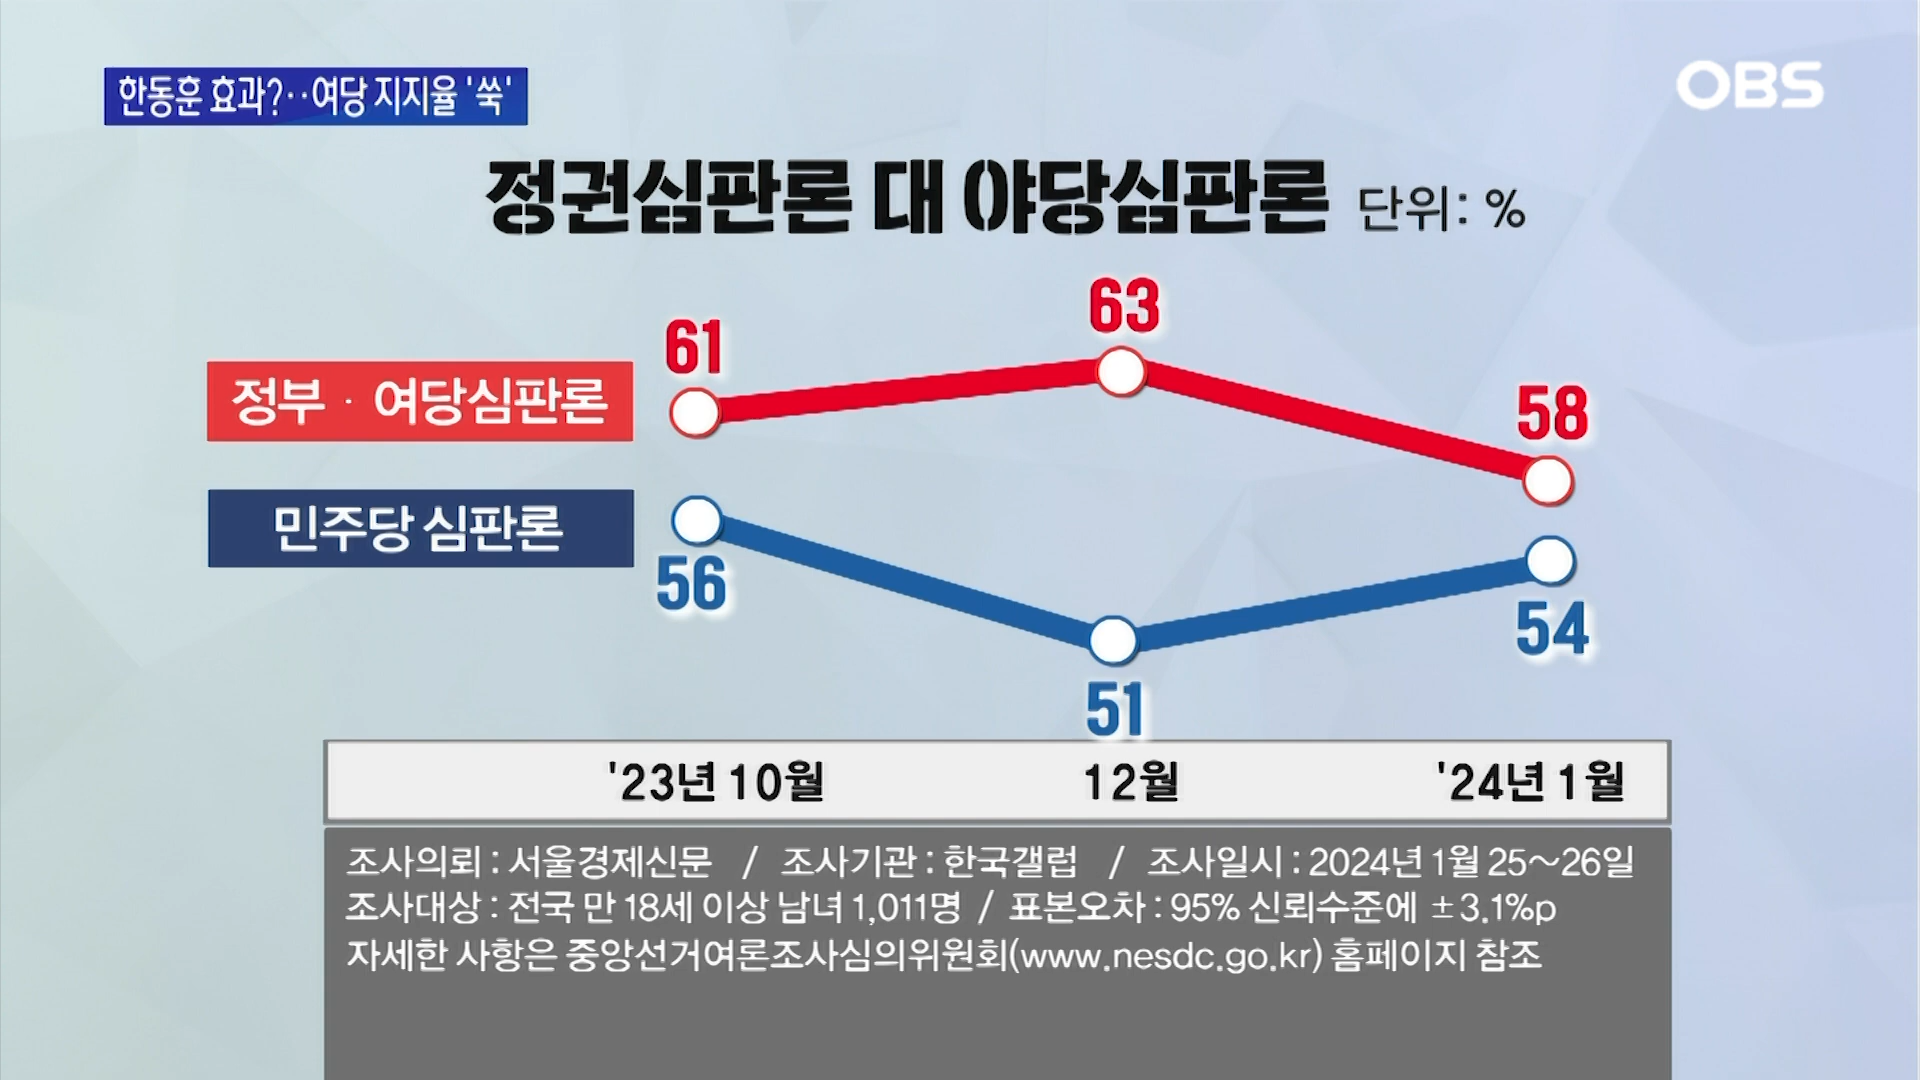 한동훈 효과?··여당 지지율 '쑥'
OBS
정권심판론 대 야당심판론 단위: %
61
63
58
정부 · 여당심판론
민주당 심판론
56
51
54
'23년 10월 12월 '24년 1월
조사의뢰 : 서울경제신문 / 조사기관 : 한국갤럽 / 조사일시 : 2024년 1월 25~26일
조사대상 : 전국 만 18세 이상 남녀 1,011명 / 표본오차 : 95% 신뢰수준에 ±3.1%p
자세한 사항은 중앙선거여론조사심의위원회(www.nesdc.go.kr) 홈페이지 참조